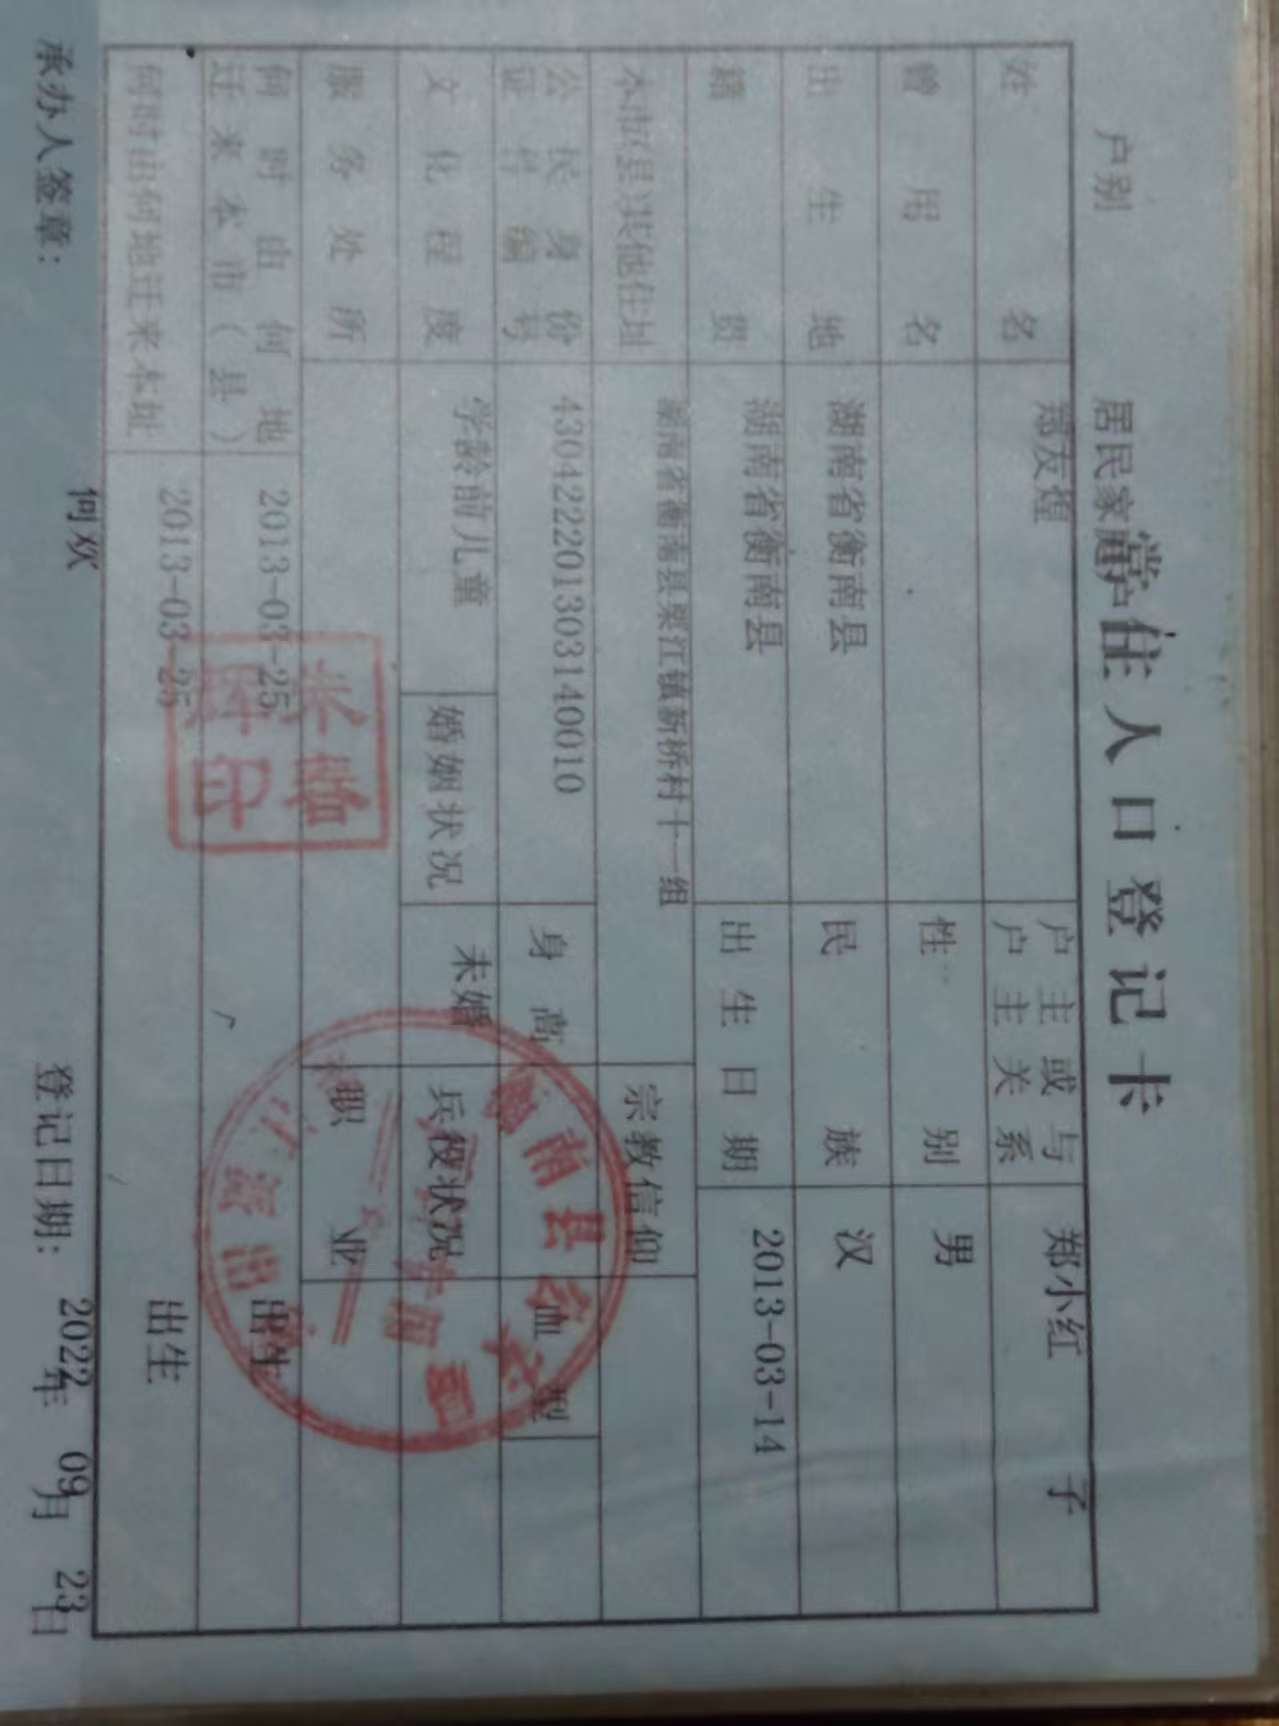 常住人口登记卡
户别 居民家庭户
姓名 友煌 户主或与户主关系 郑小红 子
曾用名 性别 男
出生地 湖南省衡南县 民族 汉
籍贯 湖南省衡南县 出生日期 2013-03-14
本市（县）其他住址 湖南省衡南县栗江镇新桥村十一组 宗教信仰
公民身份证件编号 430422201303140010 身高 血型
文化程度 学龄前儿童 婚姻状况 未婚 兵役状况
服务处所 职业
何时由何地迁来本市（县） 2013-03-25 出生
何时由何地迁来本址 2013-03-25 出生
承办人签章： 何欢 登记日期： 2022年09月23日